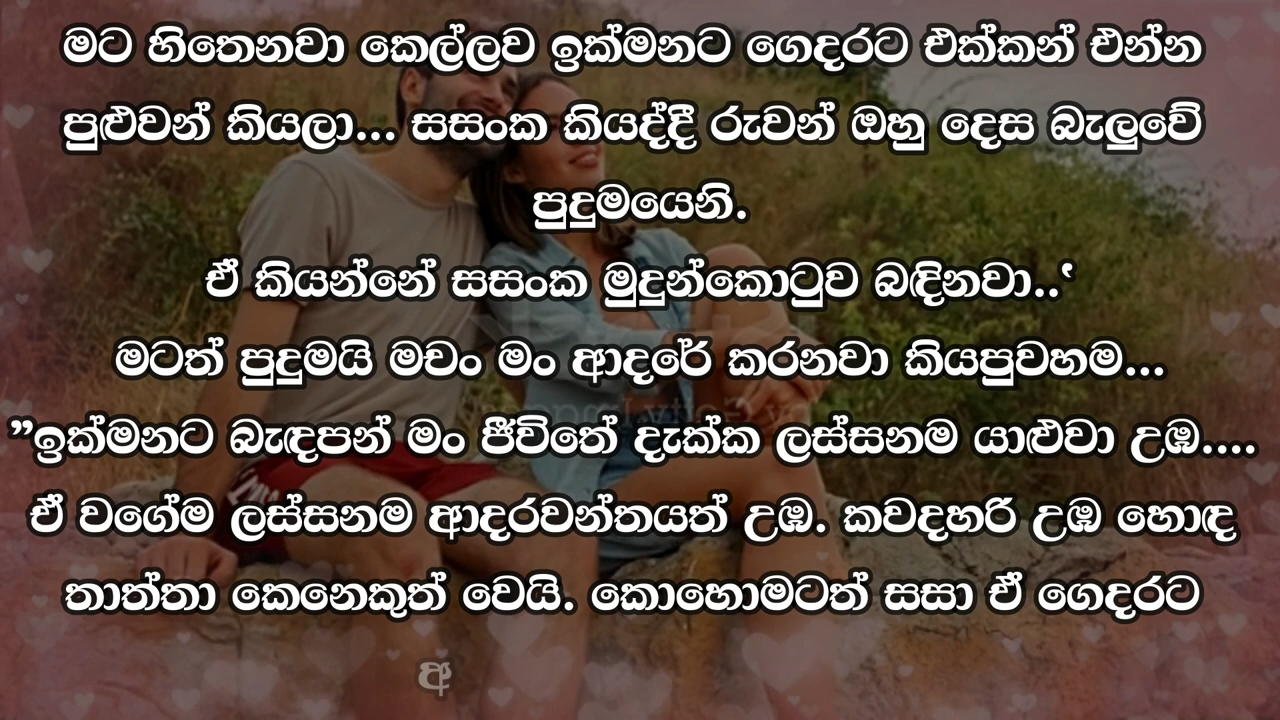 මට හිතෙනවා කෙල්ලව ඉක්මනට ගෙදරට එක්කන් එන්න
පුළුවන් කියලා... සසංක කියද්දී රුවන් ඔහු දෙස බැලුවේ
පුදුමයෙනි.
ඒ කියන්නේ සසංක මුදුන්කොටුව බඳිනවා..‛
මටත් පුදුමයි මචං මං ආදරේ කරනවා කියපුවහම...
”ඉක්මනට බැඳපන් මං ජීවිතේ දැක්ක ලස්සනම යාළුවා උඹ....
ඒ වගේම ලස්සනම ආදරවන්තයත් උඹ. කවදහරි උඹ හොඳ
තාත්තා කෙනෙකුත් වෙයි. කොහොමටත් සසා ඒ ගෙදරට
අ